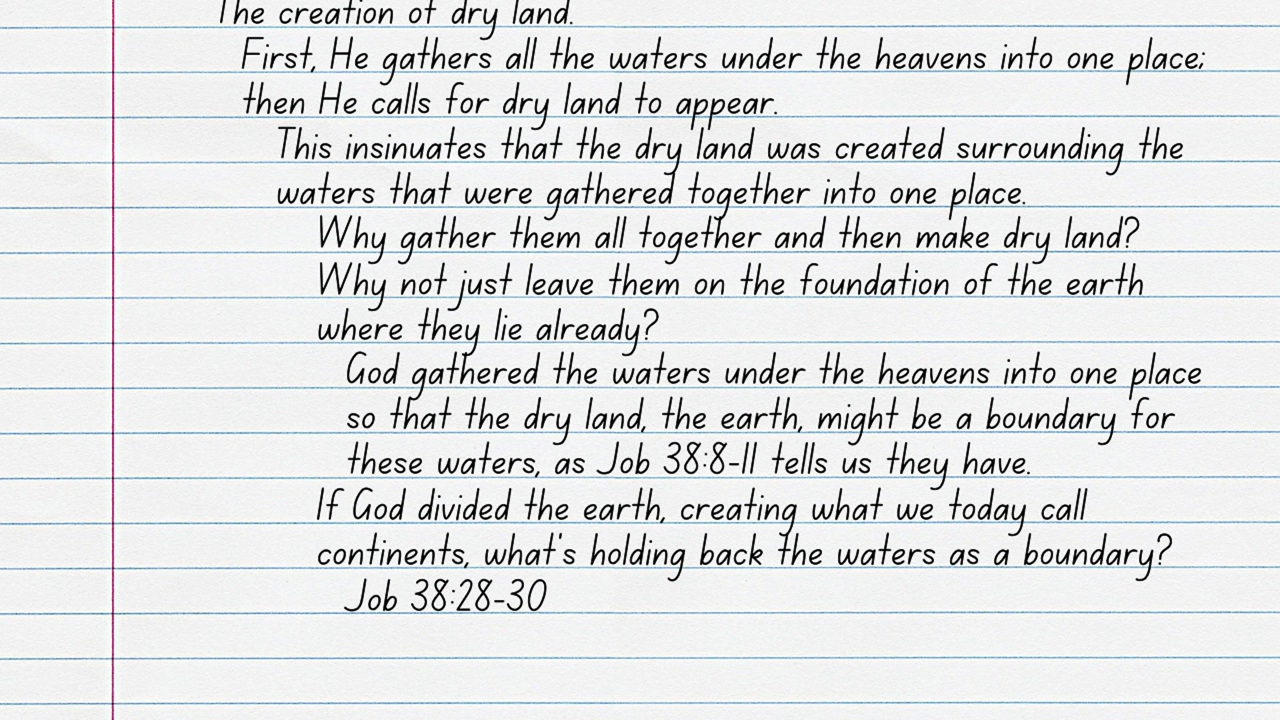 The creation of dry land.
First, He gathers all the waters under the heavens into one place;
then He calls for dry land to appear.
This insinuates that the dry land was created surrounding the
waters that were gathered together into one place.
Why gather them all together and then make dry land?
Why not just leave them on the foundation of the earth
where they lie already?
God gathered the waters under the heavens into one place
so that the dry land, the earth, might be a boundary for
these waters, as Job 38:8-11 tells us they have.
If God divided the earth, creating what we today call
continents, what's holding back the waters as a boundary?
Job 38:28-30